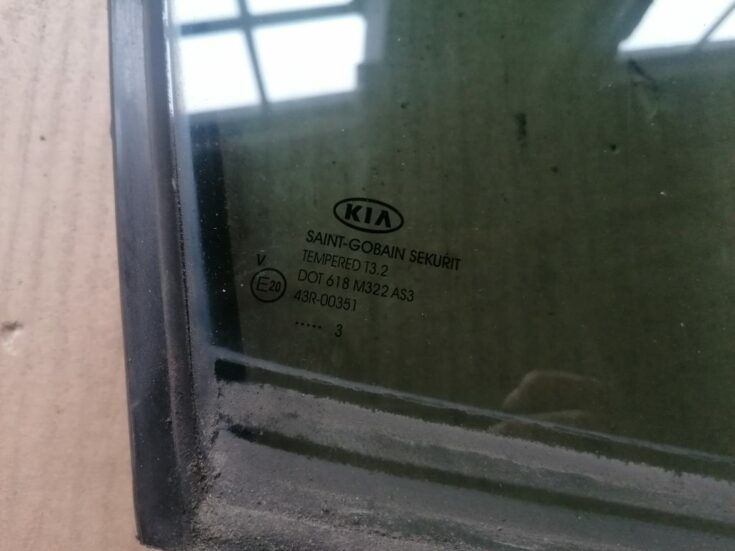 KIA
SAINT-GOBAIN SEKURIT
TEMPERED T3.2
V
DOT 618 M322 AS3
E20
43R-00351
..... 3